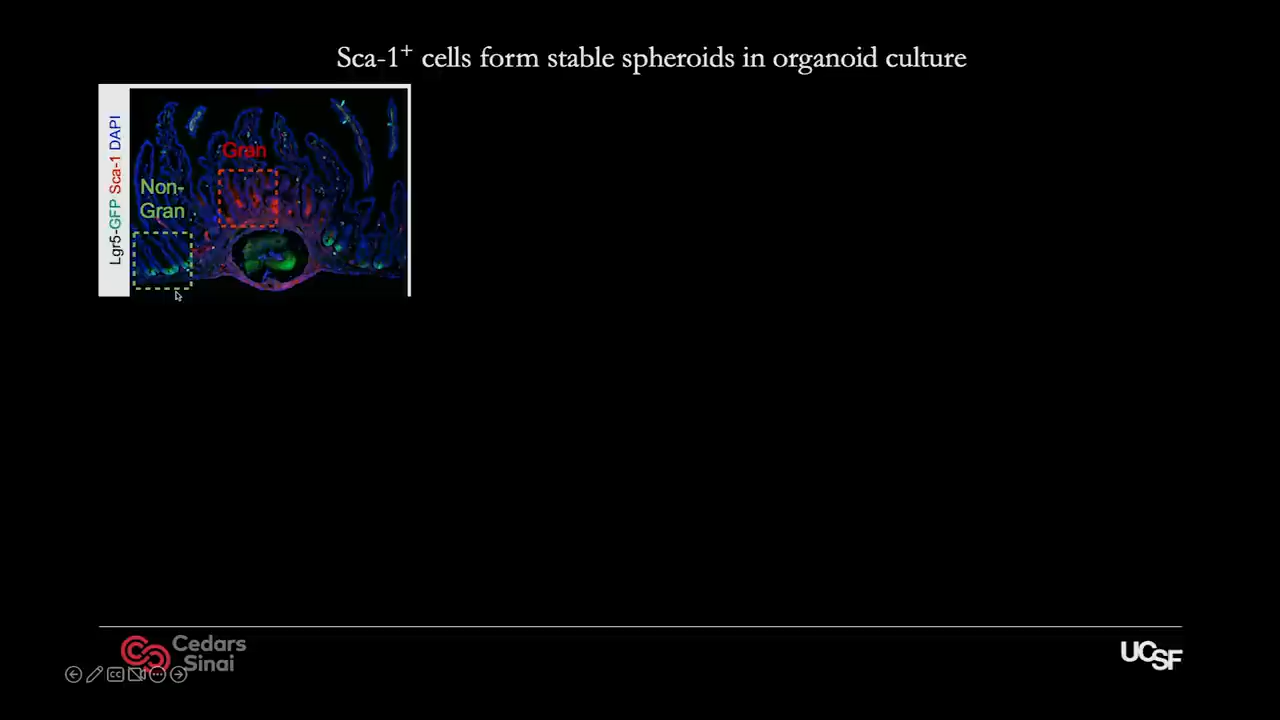 Sca-1⁺ cells form stable spheroids in organoid culture
Lgr5-GFP Sca-1 DAPI
Gran
Non-
Gran
Cedars
Sinai
UCSF
CC